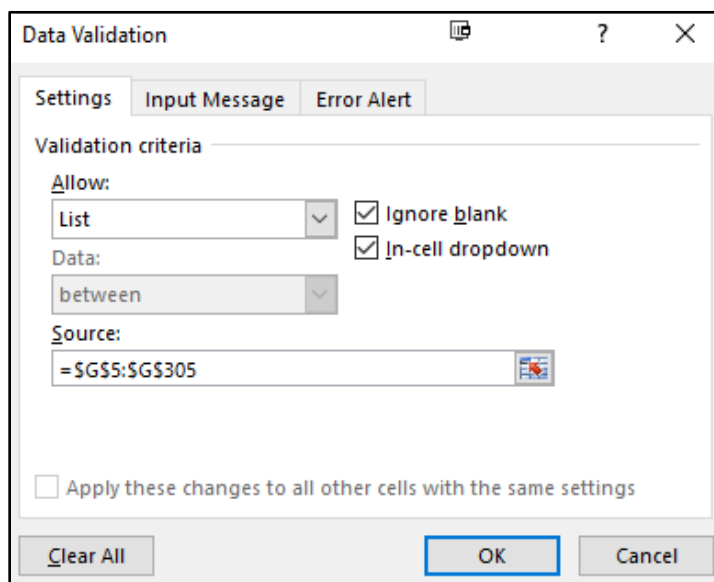 Data Validation ?
Settings Input Message Error Alert
Validation criteria
Allow:
List
Ignore blank
In-cell dropdown
Data:
between
Source:
=$G$5:$G$305
Apply these changes to all other cells with the same settings
Clear All OK Cancel